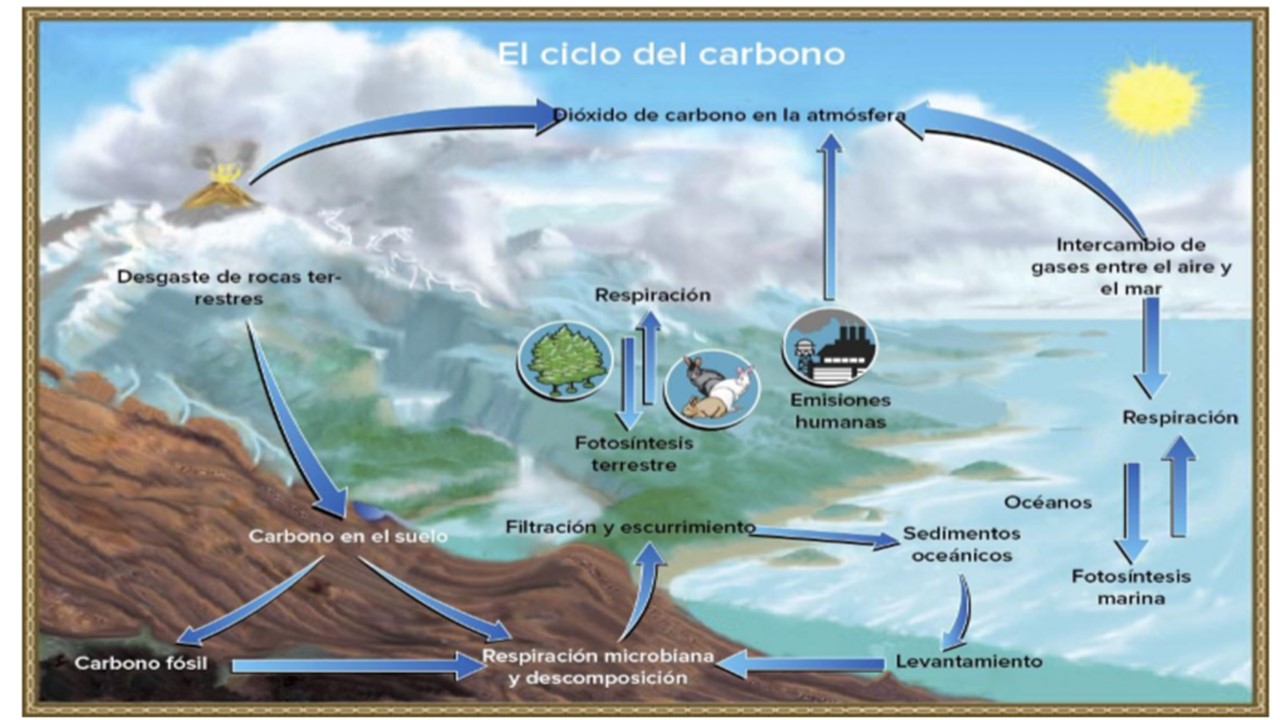 El ciclo del carbono
Dióxido de carbono en la atmósfera
Intercambio de
gases entre el aire y
el mar
Desgaste de rocas ter-
restres
Respiración
Emisiones
humanas
Respiración
Fotosíntesis
terrestre
Océanos
Filtración y escurrimiento
Carbono en el suelo
Sedimentos
oceánicos
Fotosíntesis
marina
Carbono fósil
Respiración microbiana
y descomposición
Levantamiento